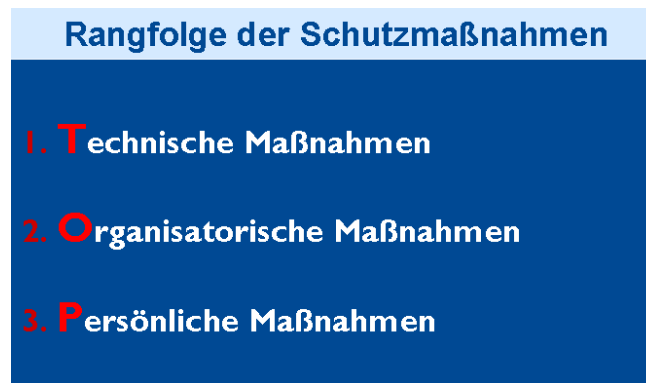 Rangfolge der Schutzmaßnahmen
1. Technische Maßnahmen
2. Organisatorische Maßnahmen
3. Persönliche Maßnahmen